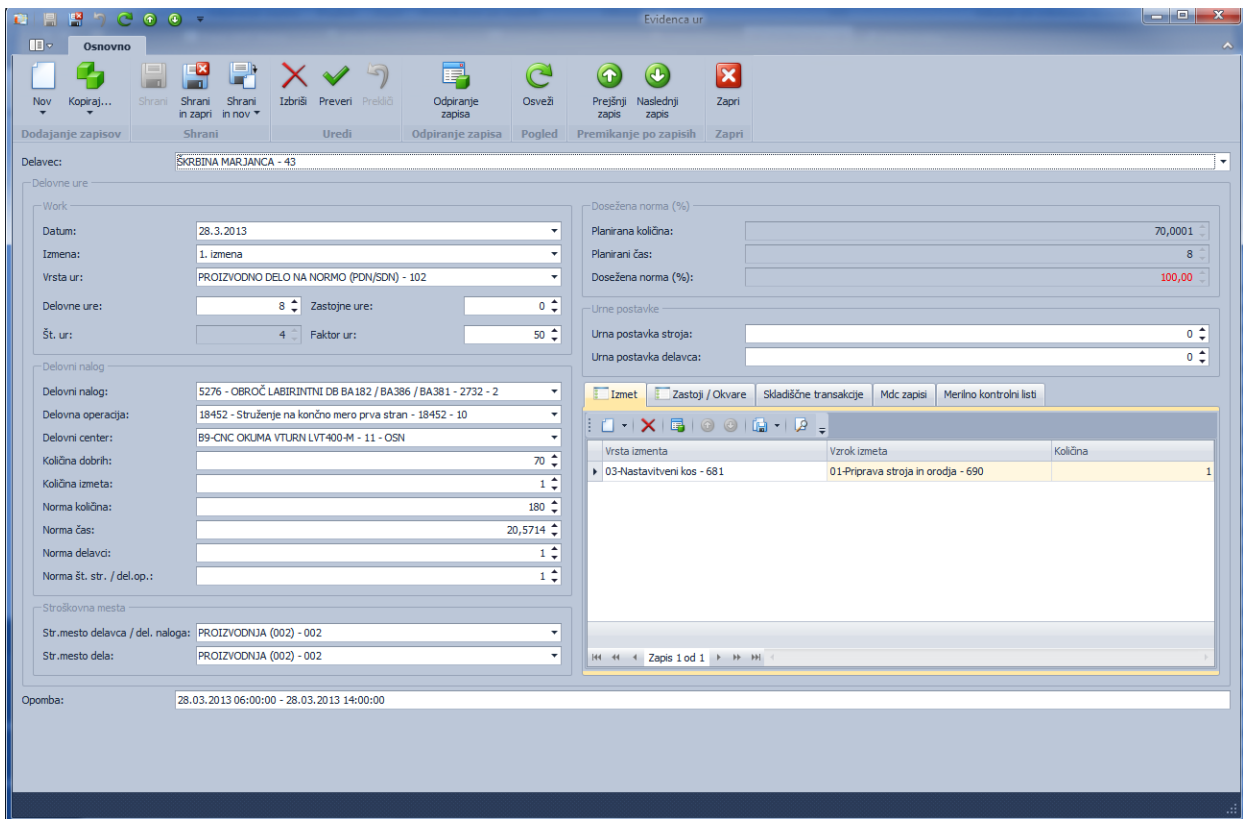 Evidenca ur
Osnovno
Nov Kopiraj... Shrani Shrani in zapri Shrani in nov Izbriši Preveri Prekliči Odpiranje zapisa Osveži Prejšnji zapis Naslednji zapis Zapri
Dodajanje zapisov Shrani Uredi Odpiranje zapisa Pogled Premikanje po zapisih Zapri
Delavec: ŠKRBINA MARJANCA - 43
Delovne ure
Work
Datum: 28.3.2013
Izmena: 1. izmena
Vrsta ur: PROIZVODNO DELO NA NORMO (PDN/SDN) - 102
Delovne ure: 8 Zastojne ure: 0
Št. ur: 4 Faktor ur: 50
Delovni nalog
Delovni nalog: 5276 - OBROČ LABIRINTNI DB BA182 / BA386 / BA381 - 2732 - 2
Delovna operacija: 18452 - Struženje na končno mero prva stran - 18452 - 10
Delovni center: B9-CNC OKUMA VTURN LVT400-M - 11 - OSN
Količina dobrih: 70
Količina izmeta: 1
Norma količina: 180
Norma čas: 20,5714
Norma delavci: 1
Norma št. str. / del.op.: 1
Stroškovna mesta
Str.mesto delavca / del. naloga: PROIZVODNJA (002) - 002
Str.mesto dela: PROIZVODNJA (002) - 002
Dosežena norma (%)
Planirana količina: 70,0001
Planirani čas: 8
Dosežena norma (%): 100,00
Urne postavke
Urna postavka stroja: 0
Urna postavka delavca: 0
Izmet Zastoji / Okvare Skladiščne transakcije Mdc zapisi Merilno kontrolni listi
Vrsta izmenta Vzrok izmeta Količina
03-Nastavitveni kos - 681 01-Priprava stroja in orodja - 690 1
Zapis 1 od 1
Opomba: 28.03.2013 06:00:00 - 28.03.2013 14:00:00